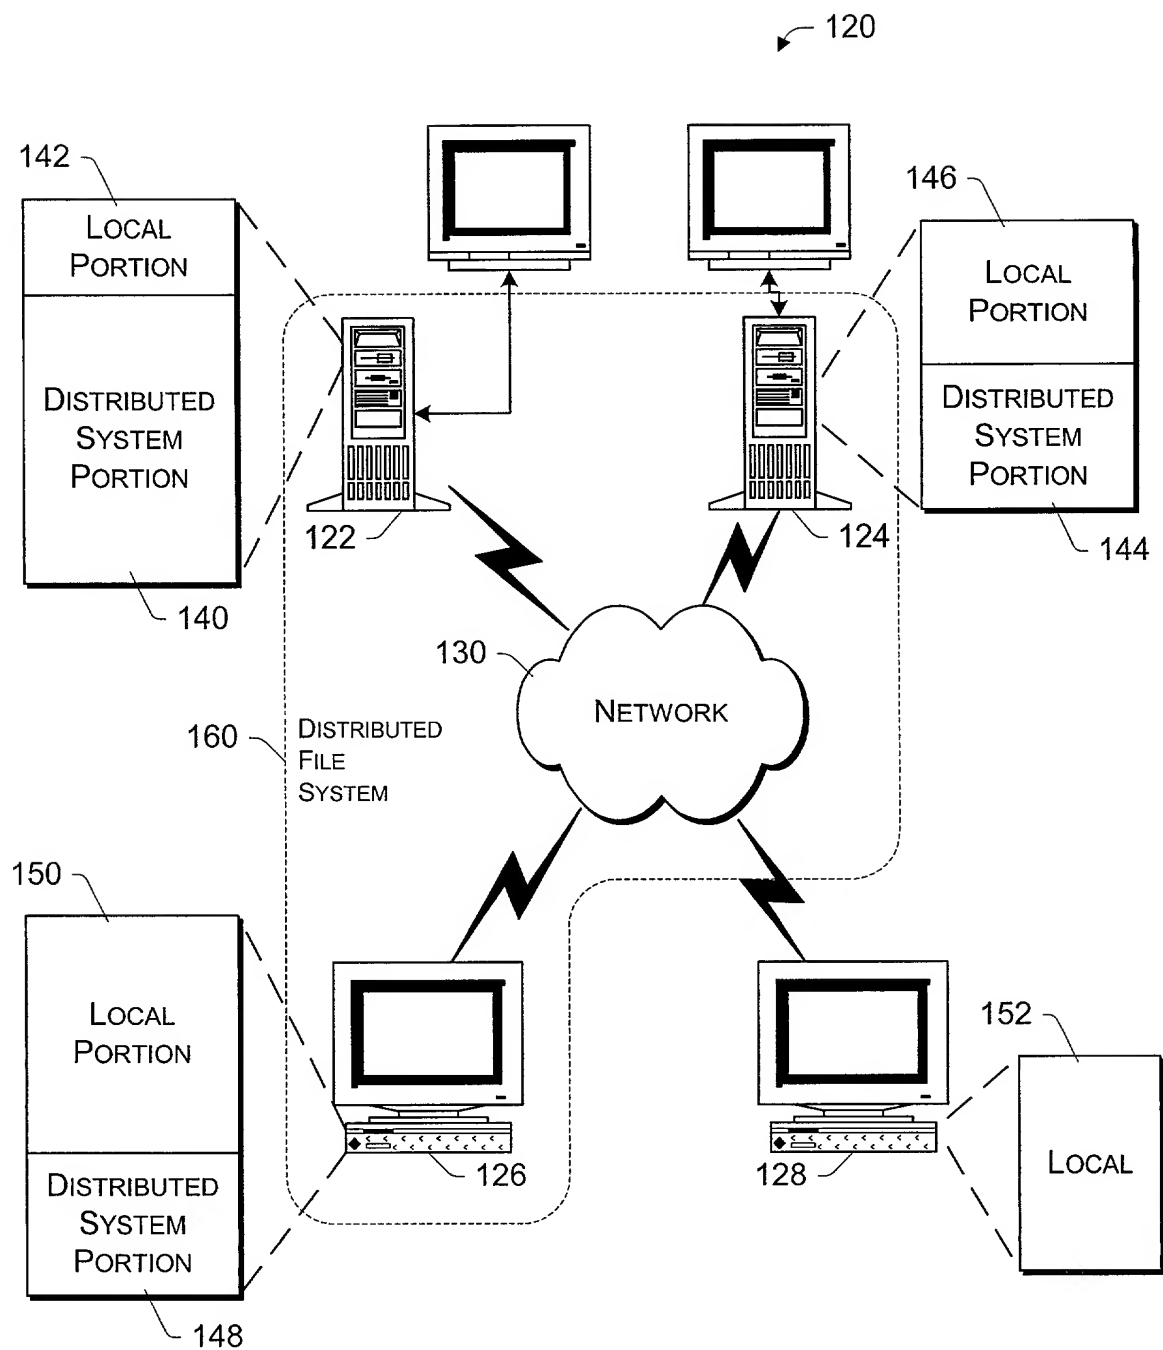 120
142
LOCAL
PORTION
DISTRIBUTED
SYSTEM
PORTION
140
146
LOCAL
PORTION
DISTRIBUTED
SYSTEM
PORTION
144
122
124
130
NETWORK
160
DISTRIBUTED
FILE
SYSTEM
150
LOCAL
PORTION
DISTRIBUTED
SYSTEM
PORTION
148
126
128
152
LOCAL